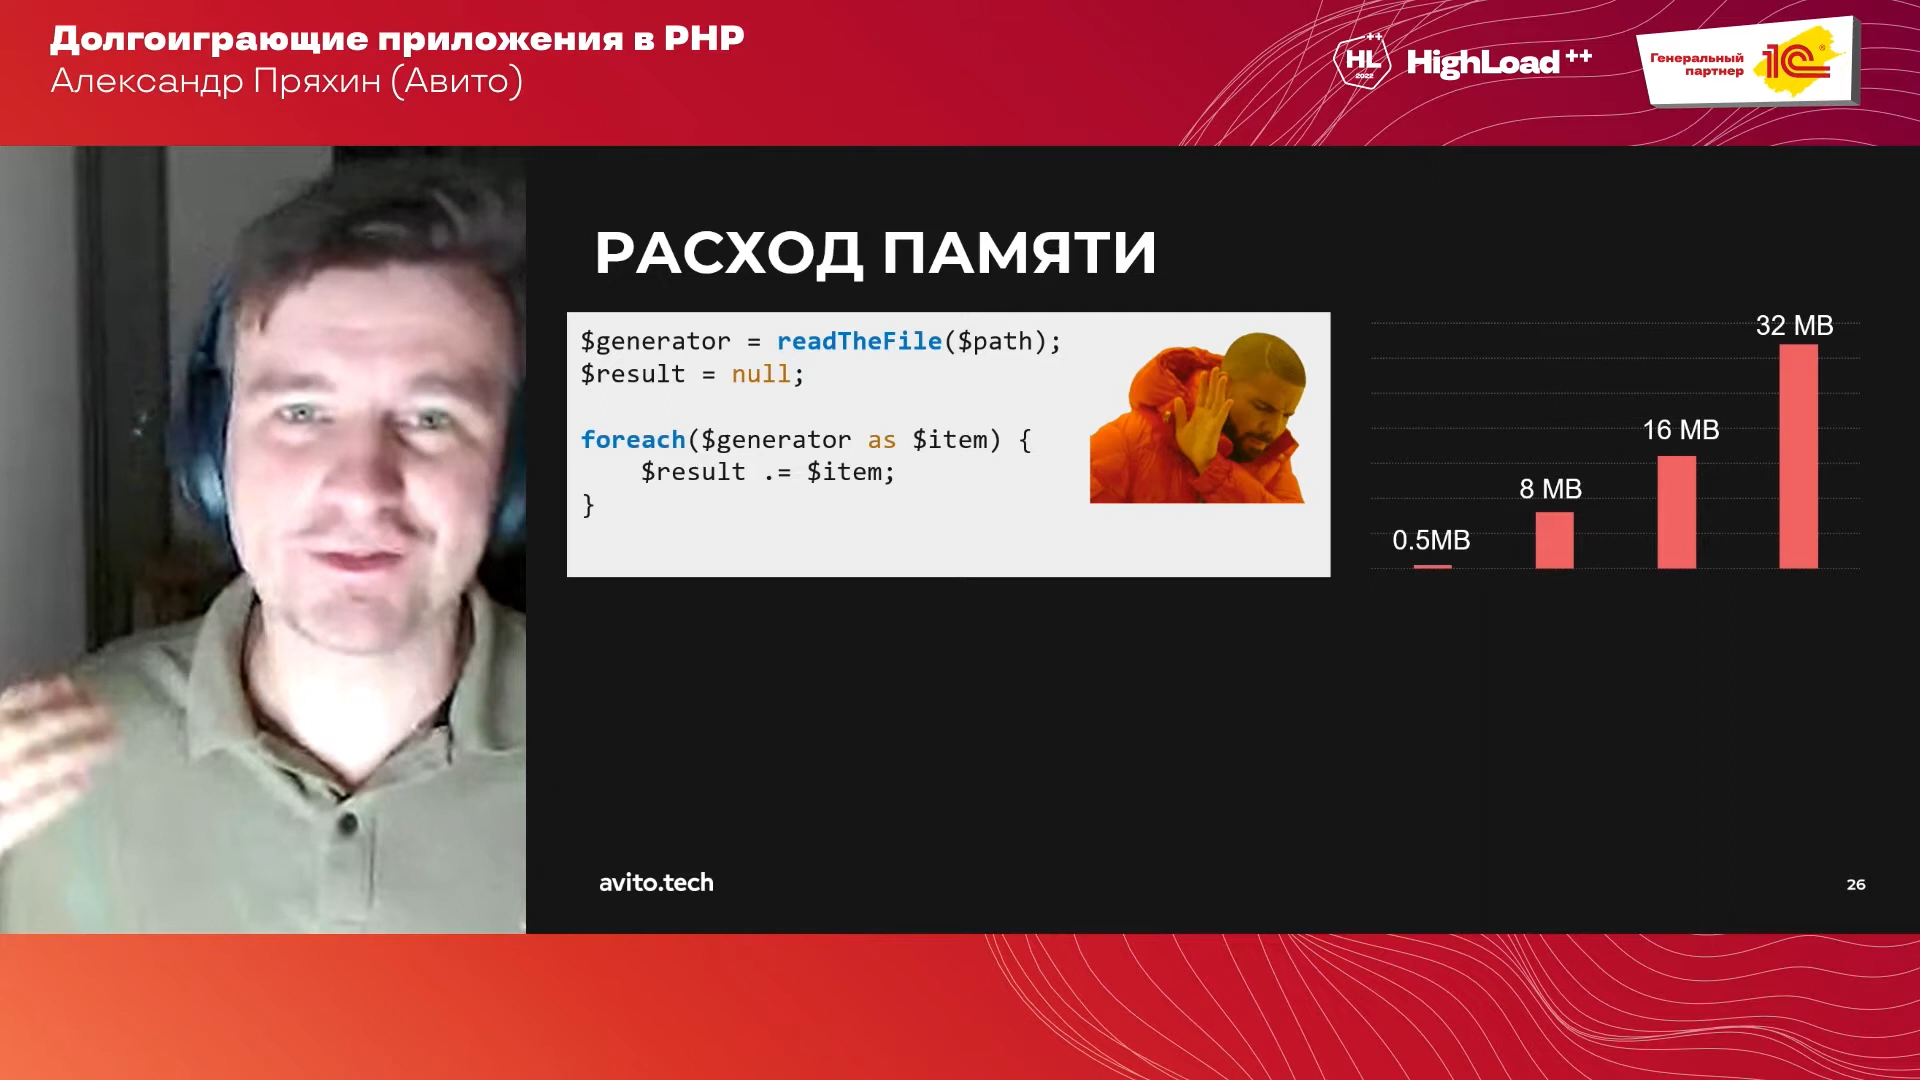 Долгоиграющие приложения в PHP
Александр Пряхин (Авито)
HL++
2022
HighLoad++
Генеральный
партнер
1С®
РАСХОД ПАМЯТИ
$generator = readTheFile($path);
$result = null;
foreach($generator as $item) {
    $result .= $item;
}
0.5MB
8 MB
16 MB
32 MB
avito.tech
26